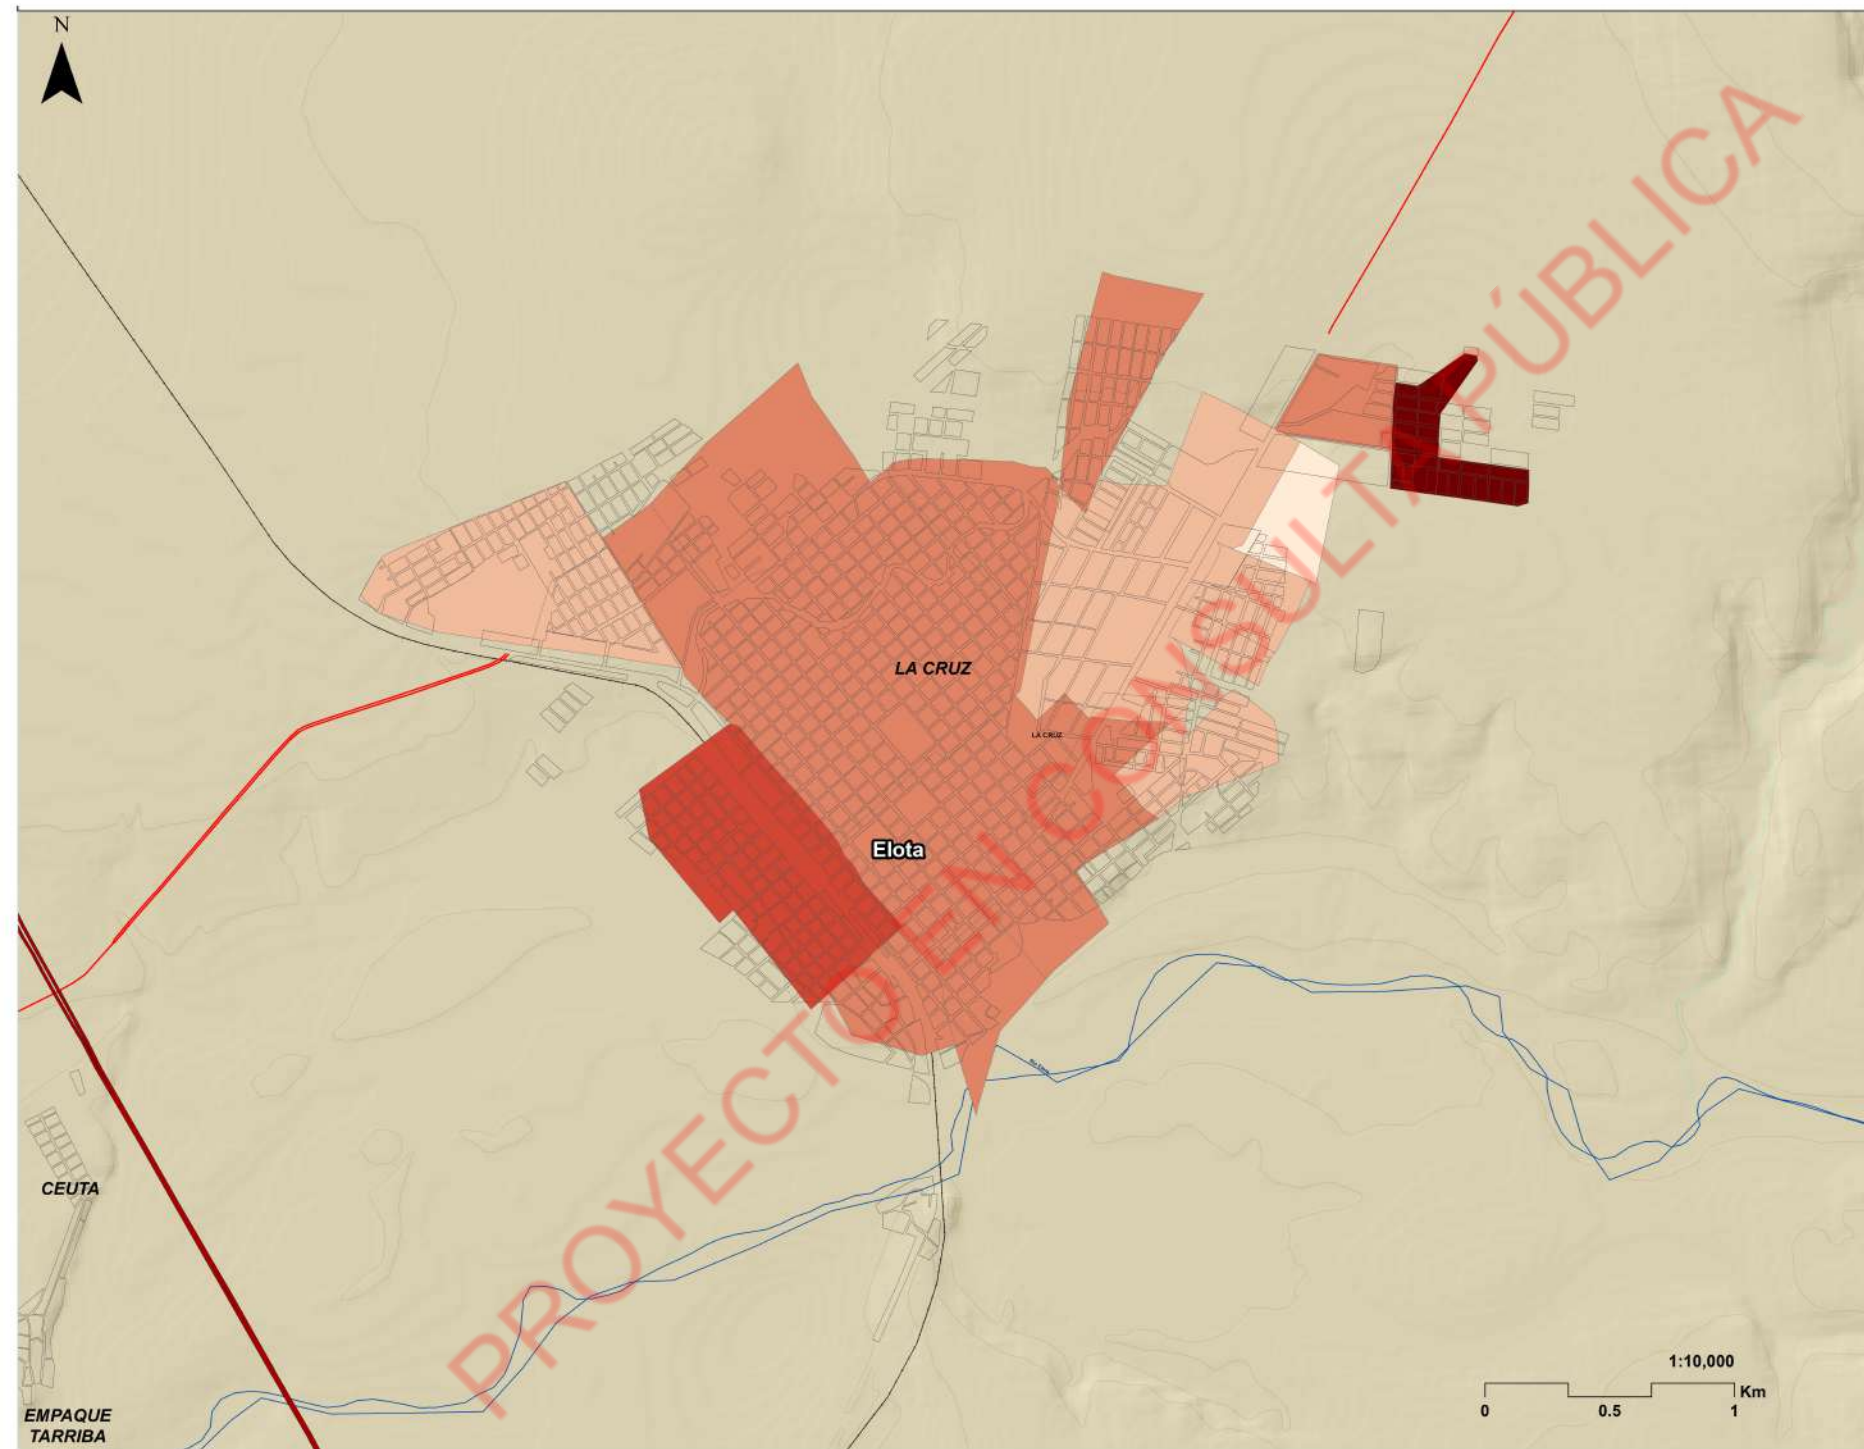 N
PROYECTO EN CONSULTA PÚBLICA
LA CRUZ
LA CRUZ
Elota
CEUTA
EMPAQUE
TARRIBA
1:10,000
Km
0 0.5 1